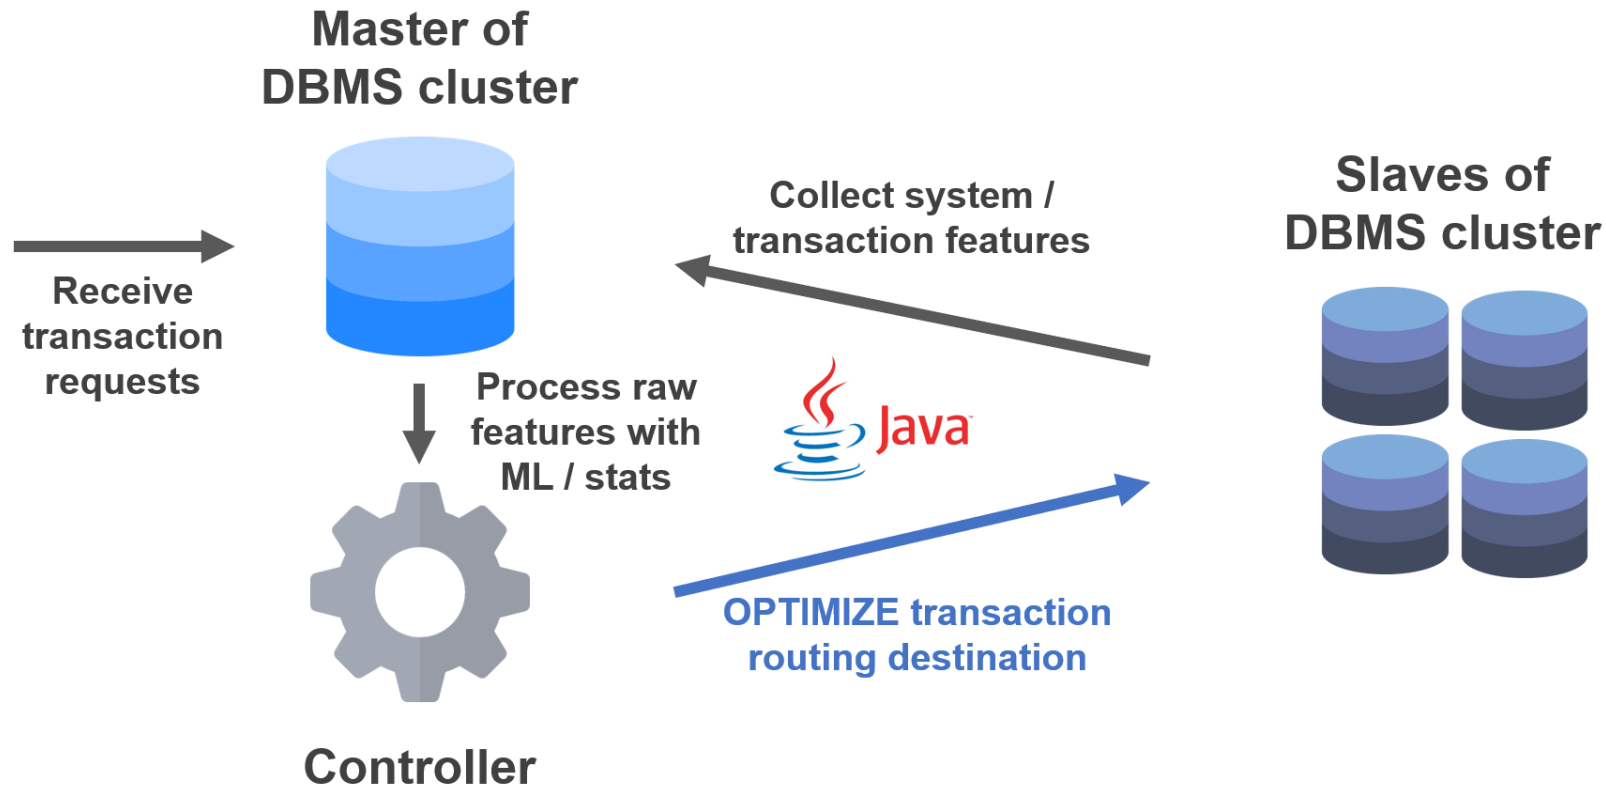 Master of
DBMS cluster
Receive
transaction
requests
Process raw
features with
ML / stats
Controller
Collect system /
transaction features
Java™
OPTIMIZE transaction
routing destination
Slaves of
DBMS cluster